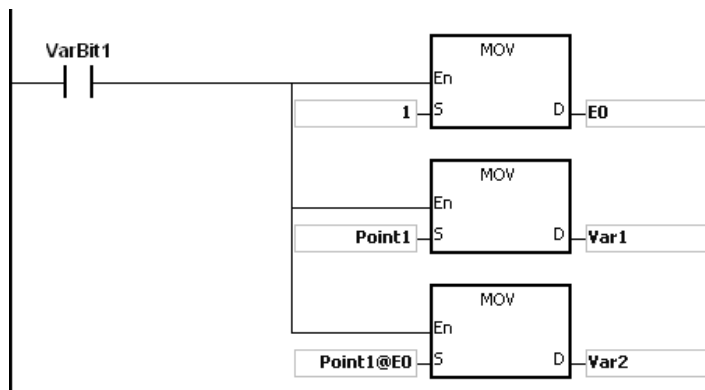 VarBit1
MOV
En
1 S D E0
MOV
En
Point1 S D Var1
MOV
En
Point1@E0 S D Var2